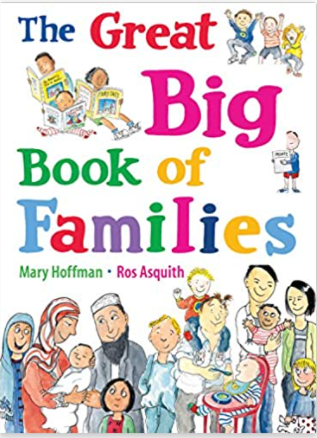 The Great
Big
Book of
Families
Mary Hoffman • Ros Asquith